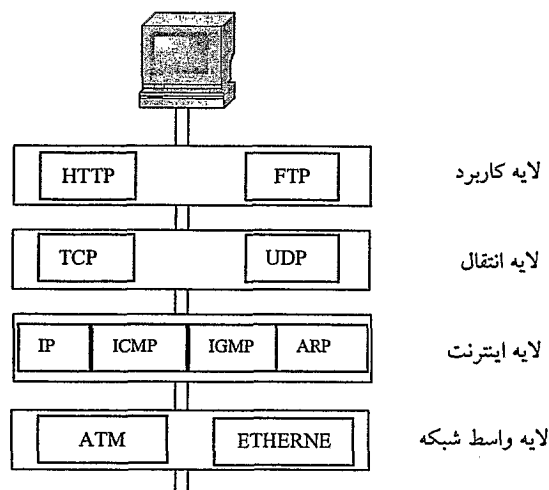 HTTP FTP لایه کاربرد
TCP UDP لایه انتقال
IP ICMP IGMP ARP لایه اینترنت
ATM ETHERNE لایه واسط شبکه